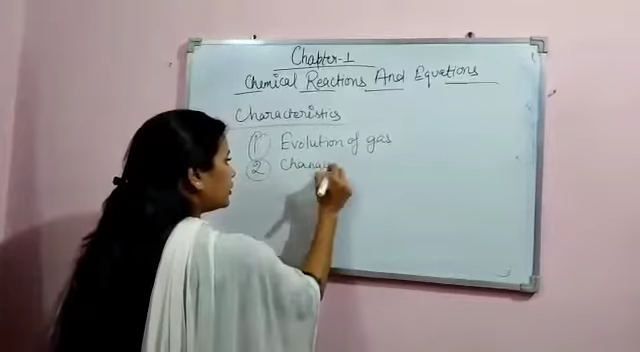 Chapter-1
Chemical Reactions And Equations
Characteristics
1 Evolution of gas
2 Chang